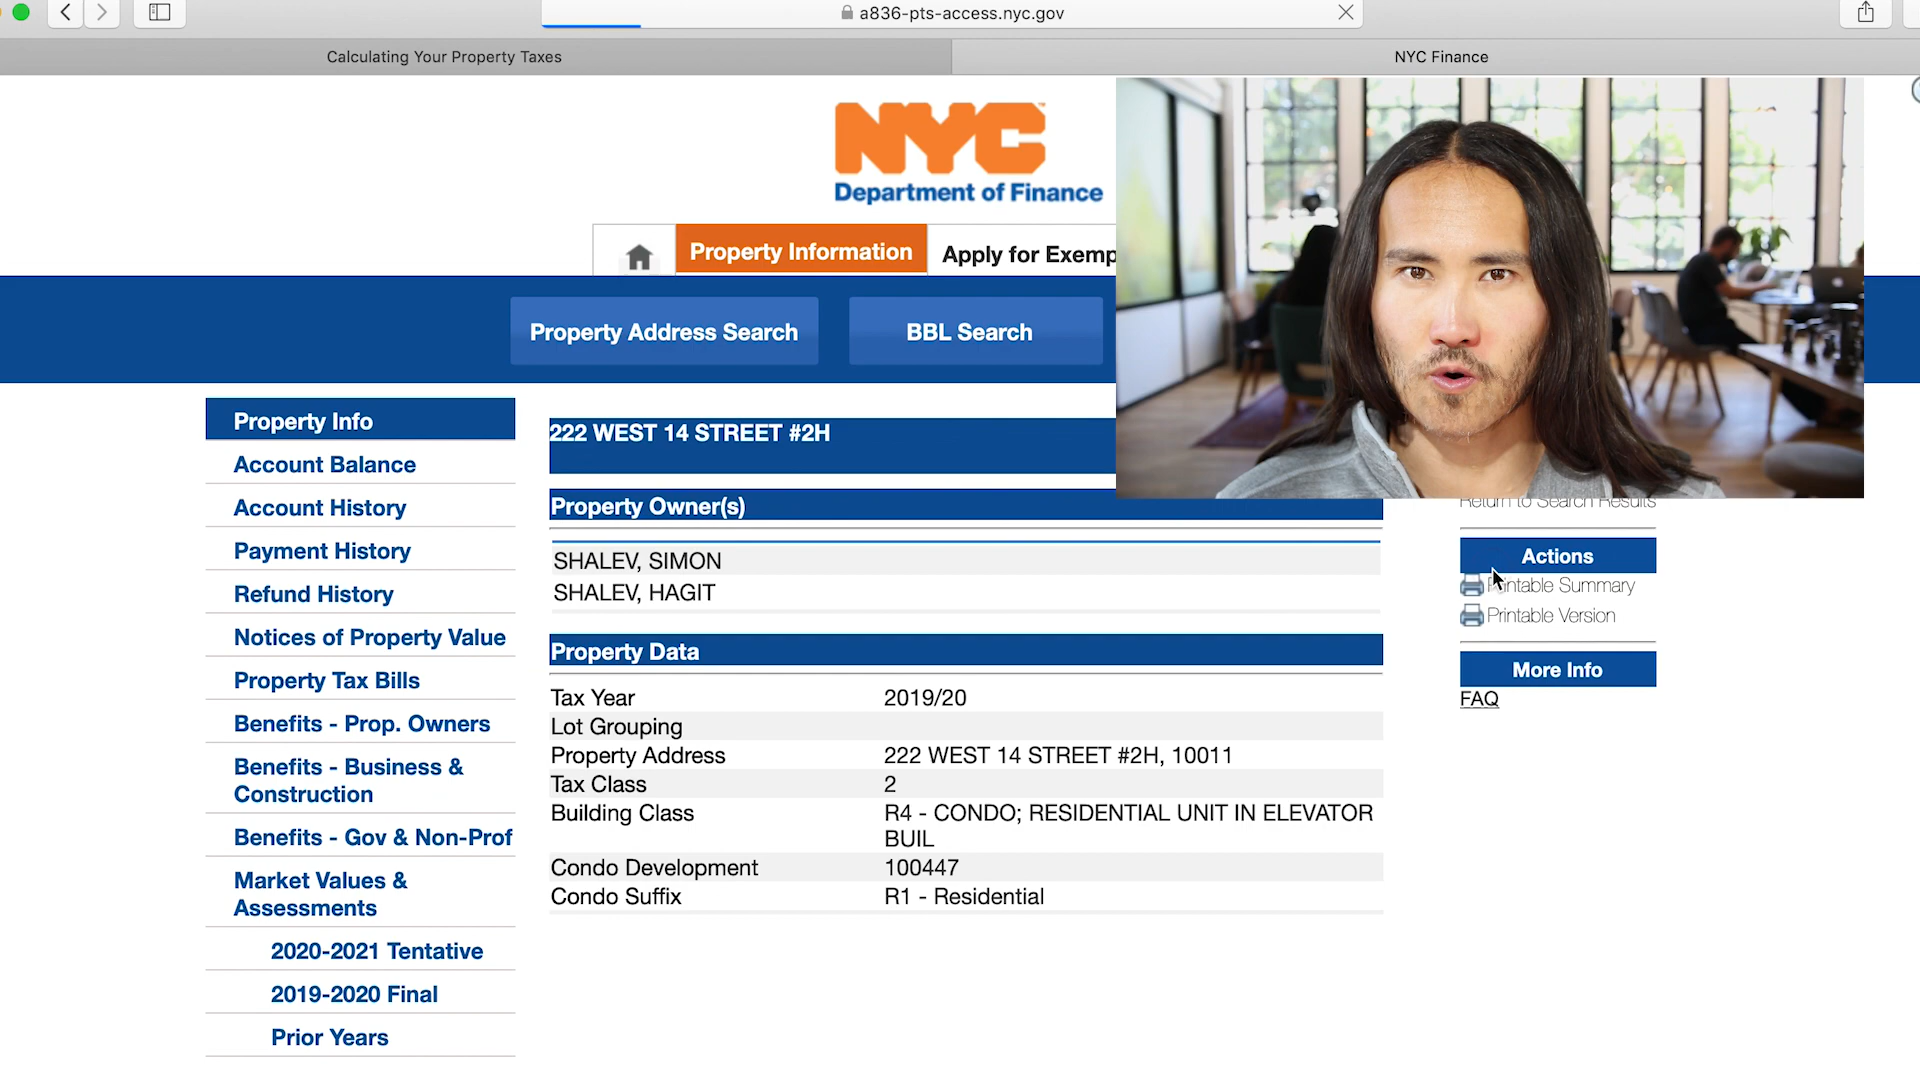 a836-pts-access.nyc.gov
Calculating Your Property Taxes
NYC Finance
NYC
Department of Finance
Property Information
Apply for Exemp
Property Address Search
BBL Search
Property Info
Account Balance
Account History
Payment History
Refund History
Notices of Property Value
Property Tax Bills
Benefits - Prop. Owners
Benefits - Business &
Construction
Benefits - Gov & Non-Prof
Market Values &
Assessments
2020-2021 Tentative
2019-2020 Final
Prior Years
222 WEST 14 STREET #2H
Property Owner(s)
SHALEV, SIMON
SHALEV, HAGIT
Property Data
Tax Year 2019/20
Lot Grouping
Property Address 222 WEST 14 STREET #2H, 10011
Tax Class 2
Building Class R4 - CONDO; RESIDENTIAL UNIT IN ELEVATOR
BUIL
Condo Development 100447
Condo Suffix R1 - Residential
Return to Search Results
Actions
Printable Summary
Printable Version
More Info
FAQ